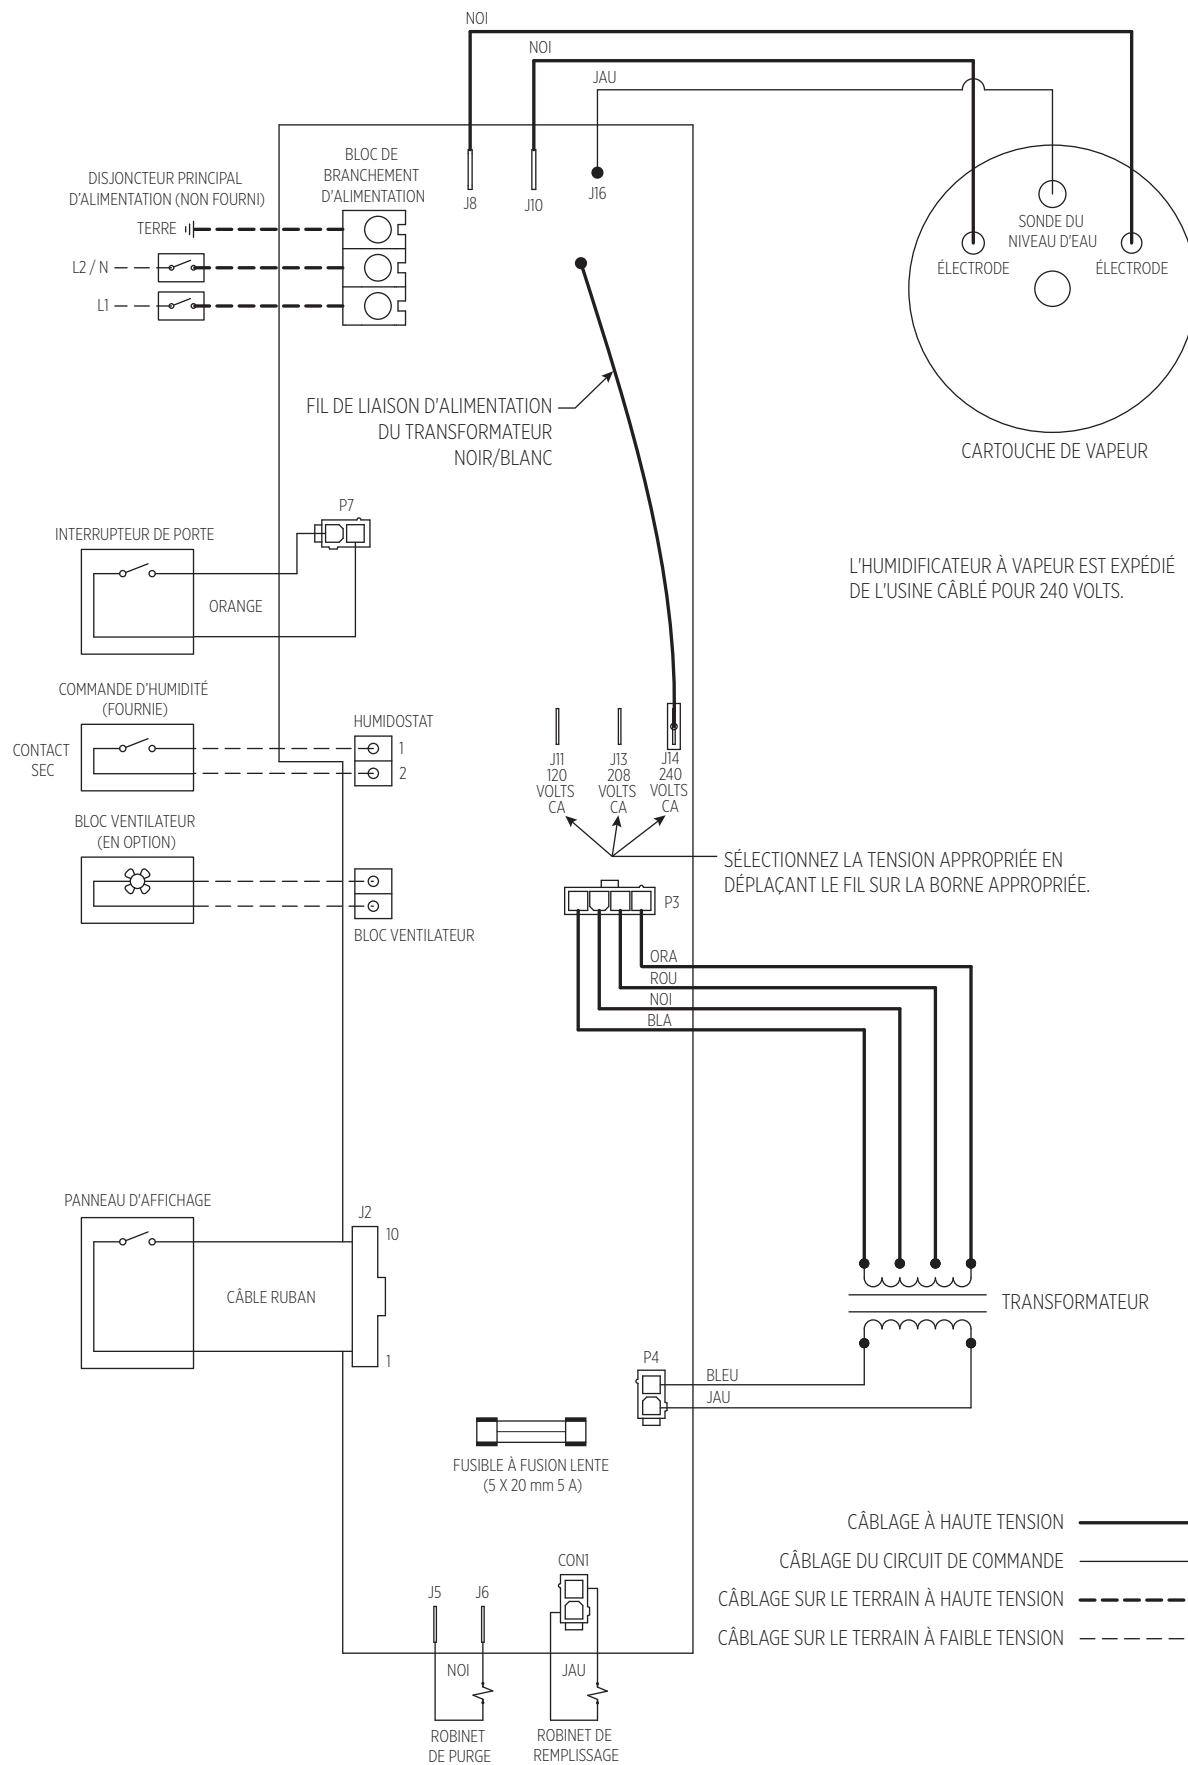 NOI
NOI
JAU
J8
J10
J16
BLOC DE
BRANCHEMENT
D'ALIMENTATION
DISJONCTEUR PRINCIPAL
D'ALIMENTATION (NON FOURNI)
TERRE
L2 / N
L1
SONDE DU
NIVEAU D'EAU
ÉLECTRODE
ÉLECTRODE
CARTOUCHE DE VAPEUR
FIL DE LIAISON D'ALIMENTATION
DU TRANSFORMATEUR
NOIR/BLANC
L'HUMIDIFICATEUR À VAPEUR EST EXPÉDIÉ
DE L'USINE CÂBLÉ POUR 240 VOLTS.
P7
INTERRUPTEUR DE PORTE
ORANGE
COMMANDE D'HUMIDITÉ
(FOURNIE)
CONTACT
SEC
HUMIDOSTAT
1
2
J11
120
VOLTS
CA
J13
208
VOLTS
CA
J14
240
VOLTS
CA
SÉLECTIONNEZ LA TENSION APPROPRIÉE EN
DÉPLAÇANT LE FIL SUR LA BORNE APPROPRIÉE.
BLOC VENTILATEUR
(EN OPTION)
BLOC VENTILATEUR
P3
ORA
ROU
NOI
BLA
PANNEAU D'AFFICHAGE
J2
10
CÂBLE RUBAN
1
TRANSFORMATEUR
P4
BLEU
JAU
FUSIBLE À FUSION LENTE
(5 X 20 mm 5 A)
CÂBLAGE À HAUTE TENSION
CÂBLAGE DU CIRCUIT DE COMMANDE
CÂBLAGE SUR LE TERRAIN À HAUTE TENSION
CÂBLAGE SUR LE TERRAIN À FAIBLE TENSION
CON1
J5
J6
NOI
JAU
ROBINET
DE PURGE
ROBINET DE
REMPLISSAGE